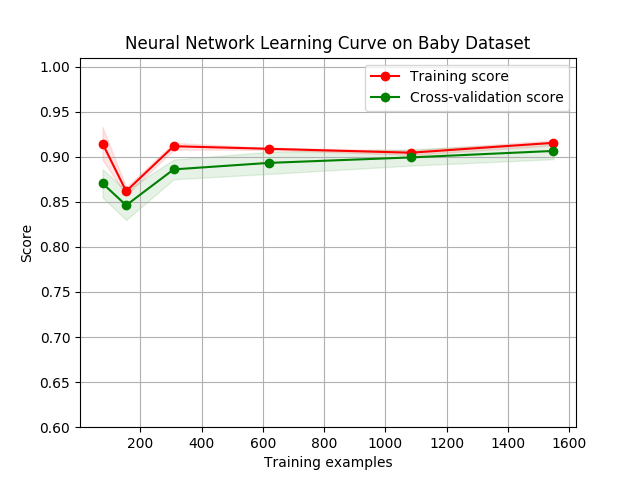 Neural Network Learning Curve on Baby Dataset
Training score
Cross-validation score
1.00
0.95
0.90
0.85
0.80
0.75
0.70
0.65
0.60
Score
200 400 600 800 1000 1200 1400 1600
Training examples